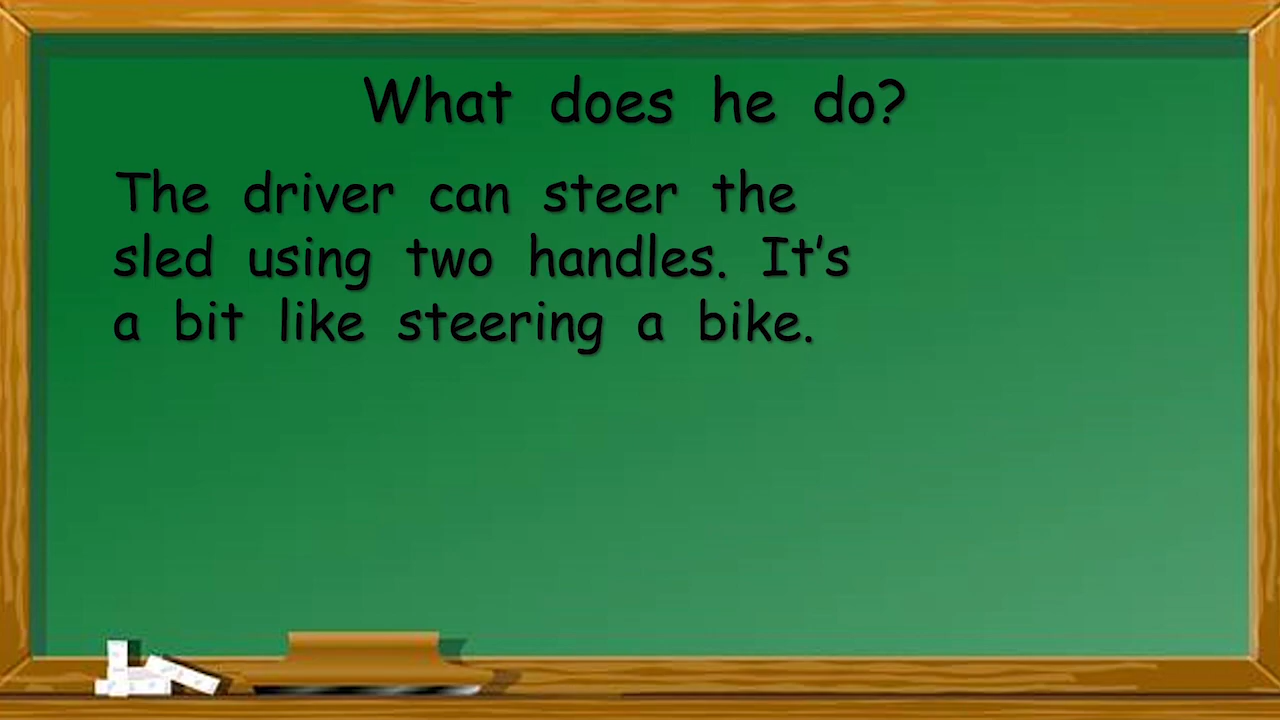 What does he do?
The driver can steer the
sled using two handles. It’s
a bit like steering a bike.